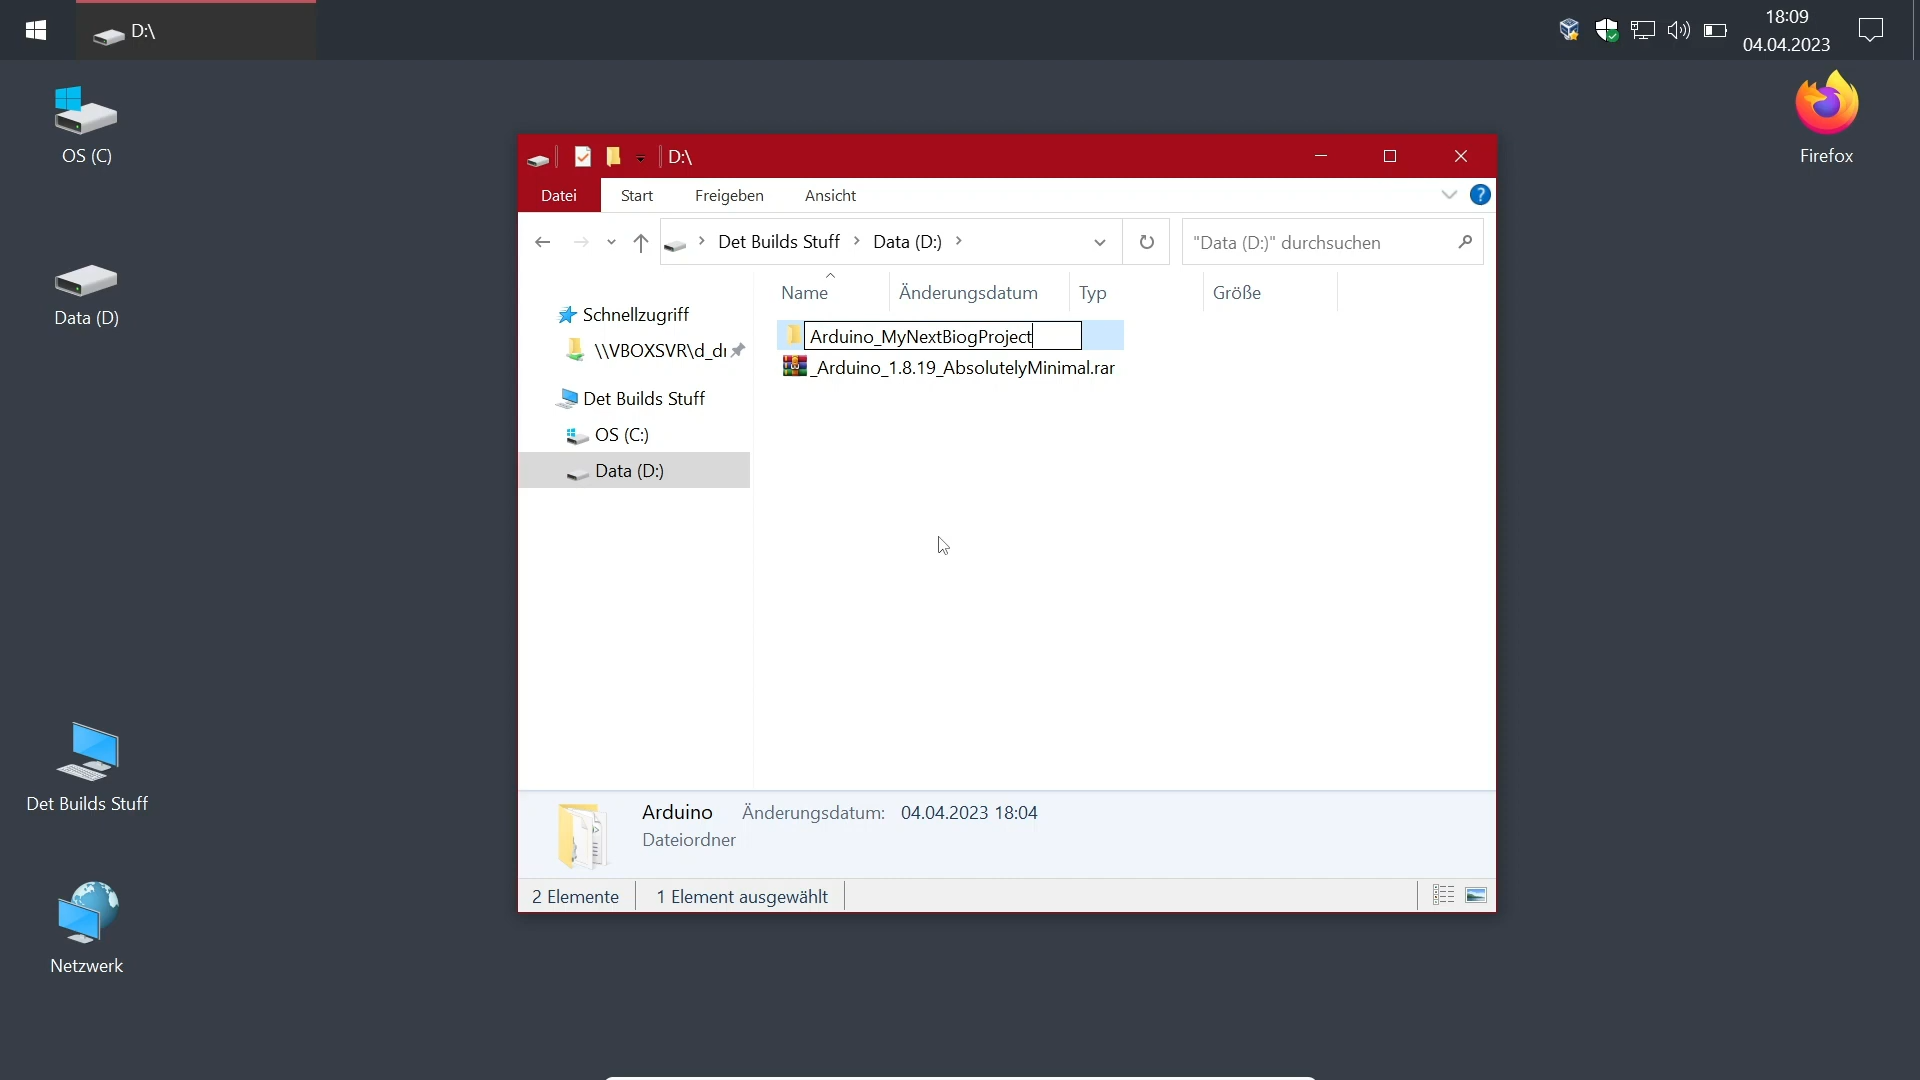 D:\
18:09
04.04.2023
OS (C)
Firefox
D:\
Datei Start Freigeben Ansicht ?
Det Builds Stuff Data (D:) "Data (D:)" durchsuchen
Name Änderungsdatum Typ Größe
Data (D)
Schnellzugriff
\\VBOXSVR\d_dr
Arduino_MyNextBiogProject
_Arduino_1.8.19_AbsolutelyMinimal.rar
Det Builds Stuff
OS (C:)
Data (D:)
Det Builds Stuff
Arduino Änderungsdatum: 04.04.2023 18:04
Dateiordner
2 Elemente 1 Element ausgewählt
Netzwerk